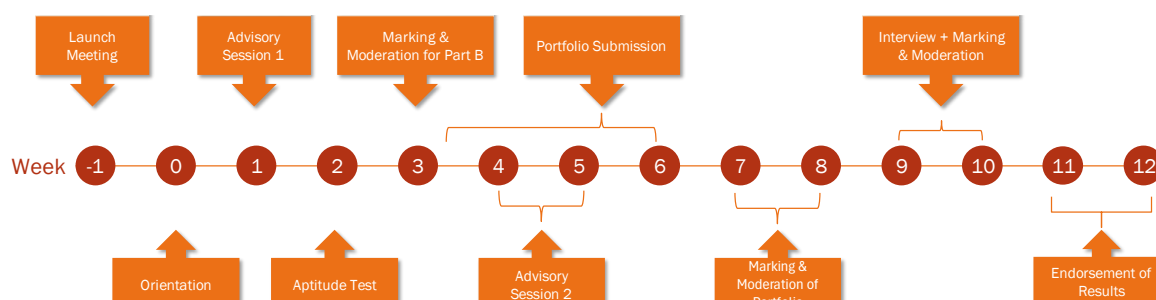 Launch
Meeting
Advisory
Session 1
Marking &
Moderation for Part B
Portfolio Submission
Interview + Marking
& Moderation
Week -1 0 1 2 3 4 5 6 7 8 9 10 11 12
Orientation
Aptitude Test
Advisory
Session 2
Marking &
Moderation of
Portfolio
Endorsement of
Results